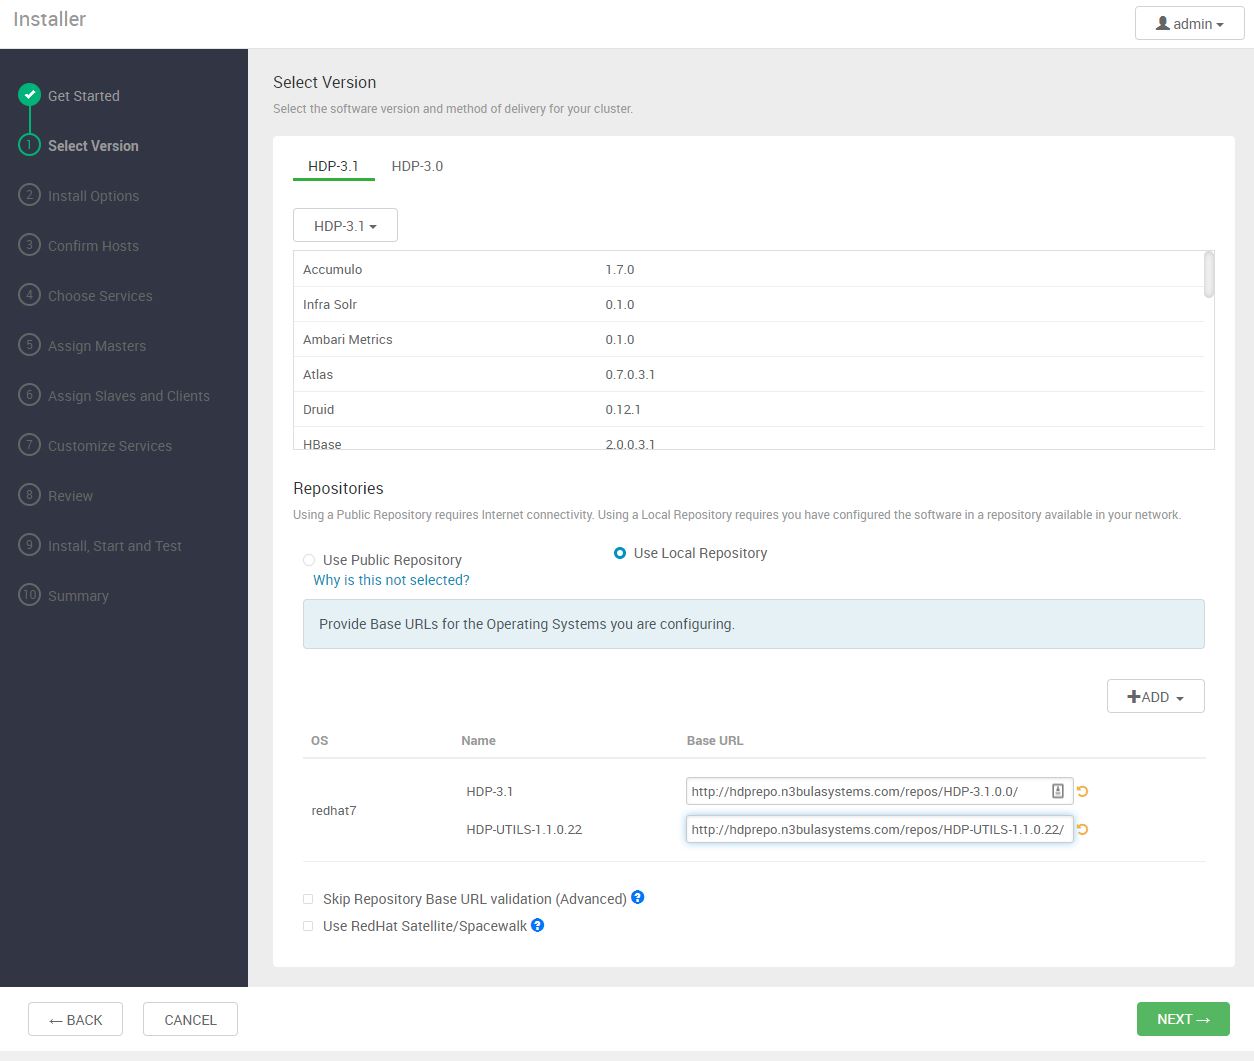 Installer
admin
Get Started
1 Select Version
2 Install Options
3 Confirm Hosts
4 Choose Services
5 Assign Masters
6 Assign Slaves and Clients
7 Customize Services
8 Review
9 Install, Start and Test
10 Summary
Select Version
Select the software version and method of delivery for your cluster.
HDP-3.1 HDP-3.0
HDP-3.1
Accumulo 1.7.0
Infra Solr 0.1.0
Ambari Metrics 0.1.0
Atlas 0.7.0.3.1
Druid 0.12.1
HBase 2.0.0.3.1
Repositories
Using a Public Repository requires Internet connectivity. Using a Local Repository requires you have configured the software in a repository available in your network.
Use Public Repository Use Local Repository
Why is this not selected?
Provide Base URLs for the Operating Systems you are configuring.
+ADD
OS Name Base URL
redhat7
HDP-3.1 http://hdprepo.n3bulasystems.com/repos/HDP-3.1.0.0/
HDP-UTILS-1.1.0.22 http://hdprepo.n3bulasystems.com/repos/HDP-UTILS-1.1.0.22/
Skip Repository Base URL validation (Advanced) ?
Use RedHat Satellite/Spacewalk ?
← BACK CANCEL NEXT →